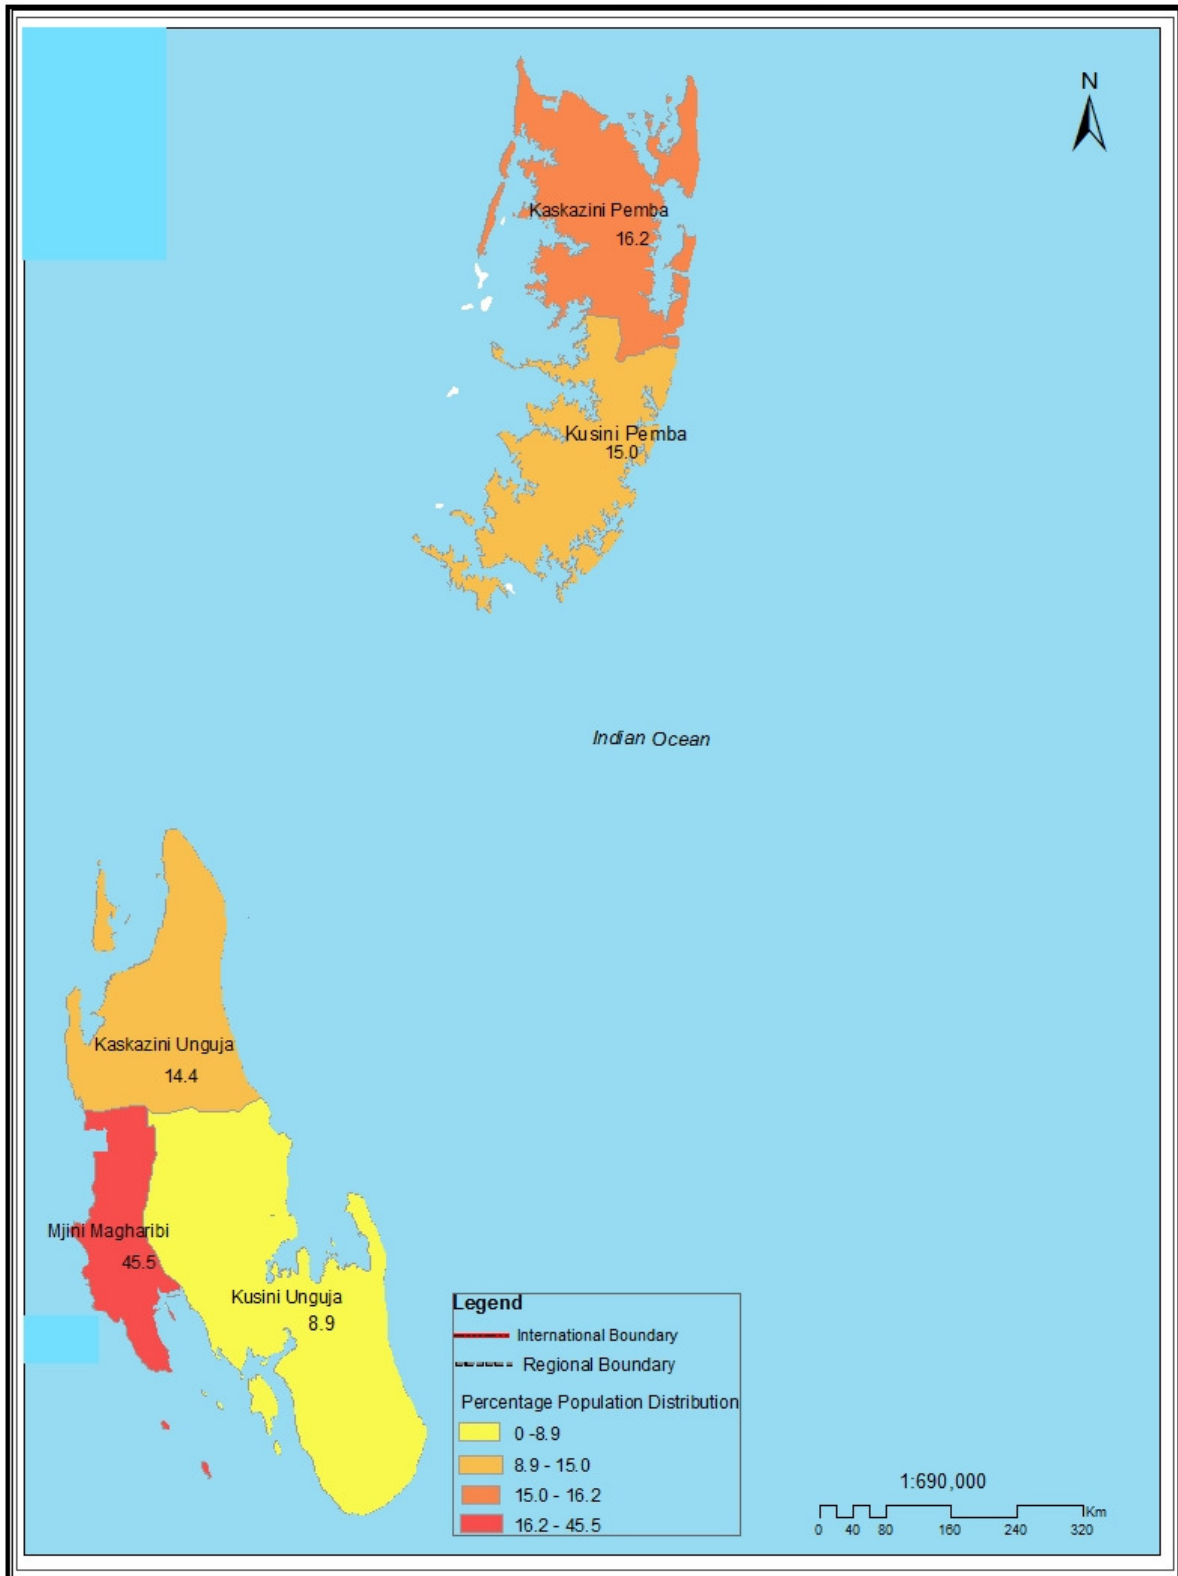 N
Kaskazini Pemba
16.2
Kusini Pemba
15.0
Indian Ocean
Kaskazini Unguja
14.4
Mjini Magharibi
45.5
Kusini Unguja
8.9
Legend
International Boundary
Regional Boundary
Percentage Population Distribution
0 -8.9
8.9 - 15.0
15.0 - 16.2
16.2 - 45.5
1:690,000
Km
0 40 80 160 240 320